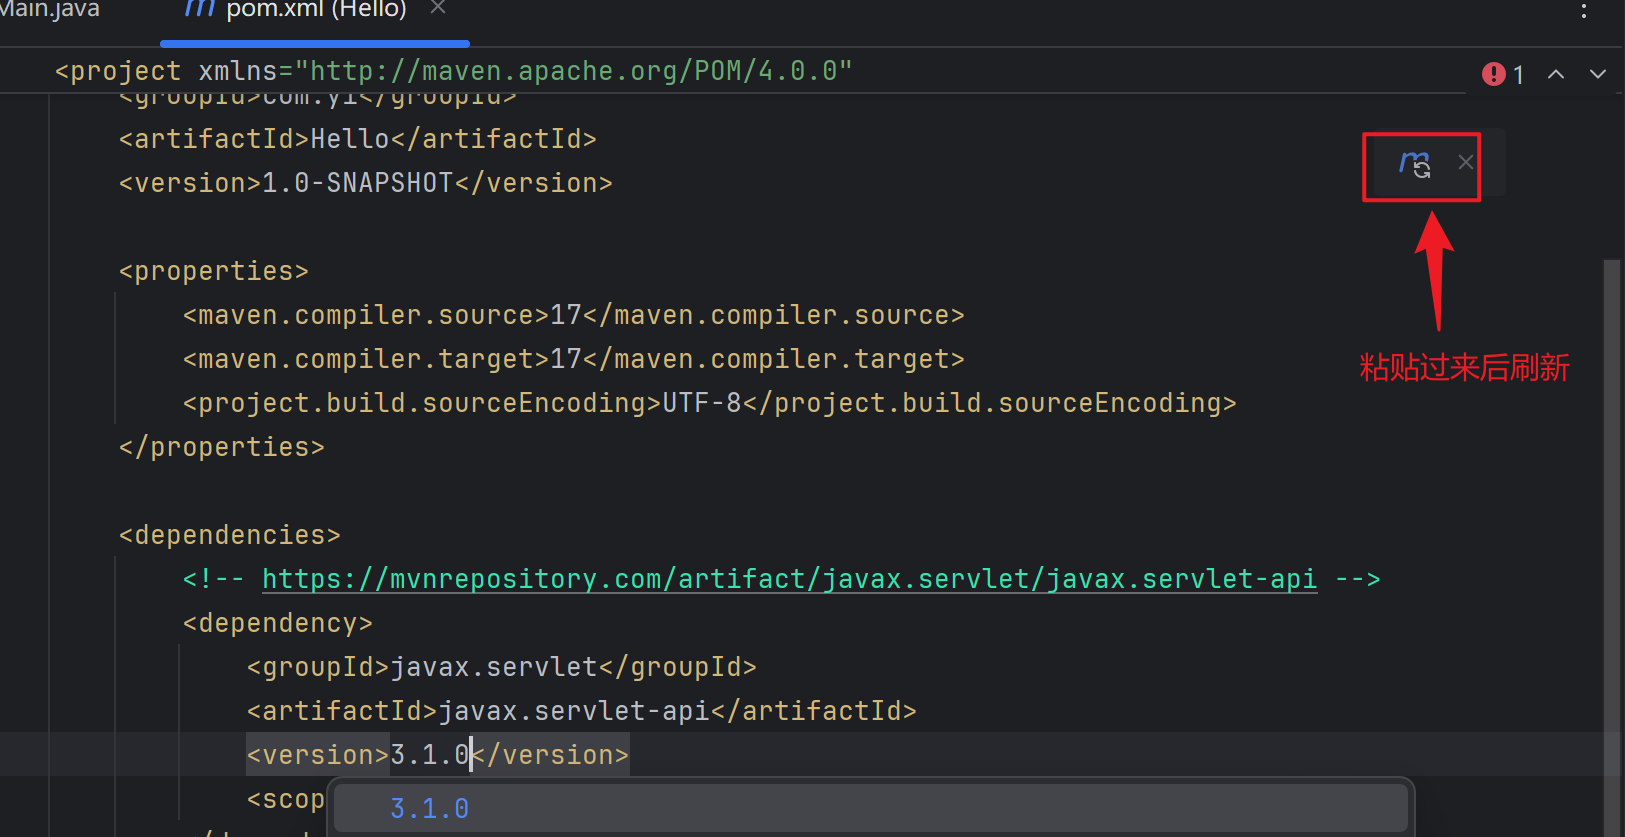 Main.java
pom.xml (Hello)
<project xmlns="http://maven.apache.org/POM/4.0.0"
1
<groupId>com.yi</groupId>
<artifactId>Hello</artifactId>
<version>1.0-SNAPSHOT</version>
<properties>
<maven.compiler.source>17</maven.compiler.source>
<maven.compiler.target>17</maven.compiler.target>
粘贴过来后刷新
<project.build.sourceEncoding>UTF-8</project.build.sourceEncoding>
</properties>
<dependencies>
<!-- https://mvnrepository.com/artifact/javax.servlet/javax.servlet-api -->
<dependency>
<groupId>javax.servlet</groupId>
<artifactId>javax.servlet-api</artifactId>
<version>3.1.0</version>
<scop
3.1.0